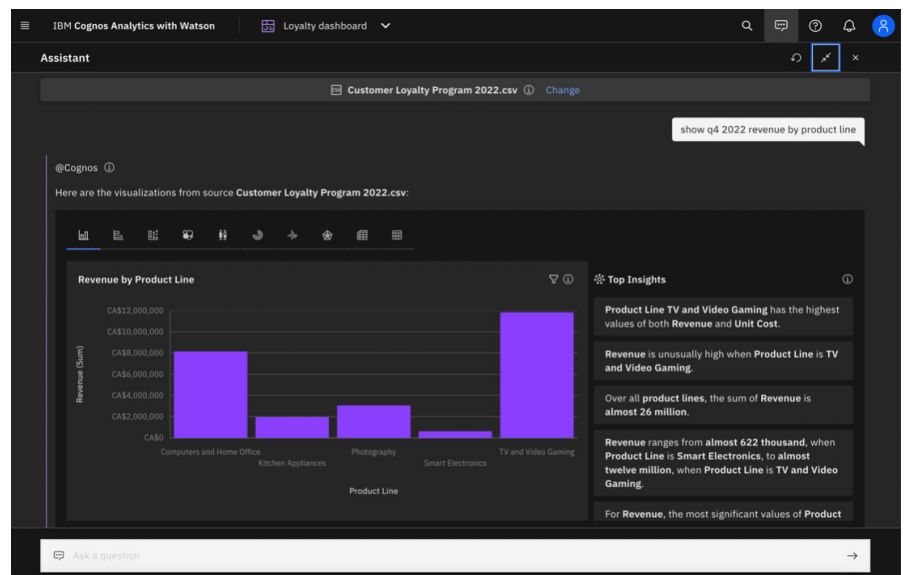 IBM Cognos Analytics with Watson
Loyalty dashboard
Assistant
Customer Loyalty Program 2022.csv
Change
show q4 2022 revenue by product line
@Cognos
Here are the visualizations from source Customer Loyalty Program 2022.csv:
Revenue by Product Line
CA$12,000,000
CA$10,000,000
CA$8,000,000
CA$6,000,000
CA$4,000,000
CA$2,000,000
CA$0
Revenue (Sum)
Computers and Home Office
Kitchen Appliances
Photography
Smart Electronics
TV and Video Gaming
Product Line
Top Insights
Product Line TV and Video Gaming has the highest
values of both Revenue and Unit Cost.
Revenue is unusually high when Product Line is TV
and Video Gaming.
Over all product lines, the sum of Revenue is
almost 26 million.
Revenue ranges from almost 622 thousand, when
Product Line is Smart Electronics, to almost
twelve million, when Product Line is TV and Video
Gaming.
For Revenue, the most significant values of Product
Ask a question